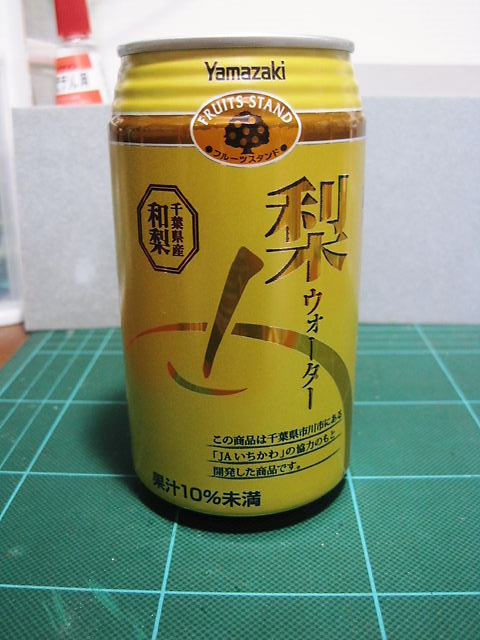 Yamazaki
FRUITS STAND
フルーツスタンド
千葉県産
和梨
梨
ウォーター
この商品は千葉県市川市にある
「JAいちかわ」の協力のもと
開発した商品です。
果汁10%未満